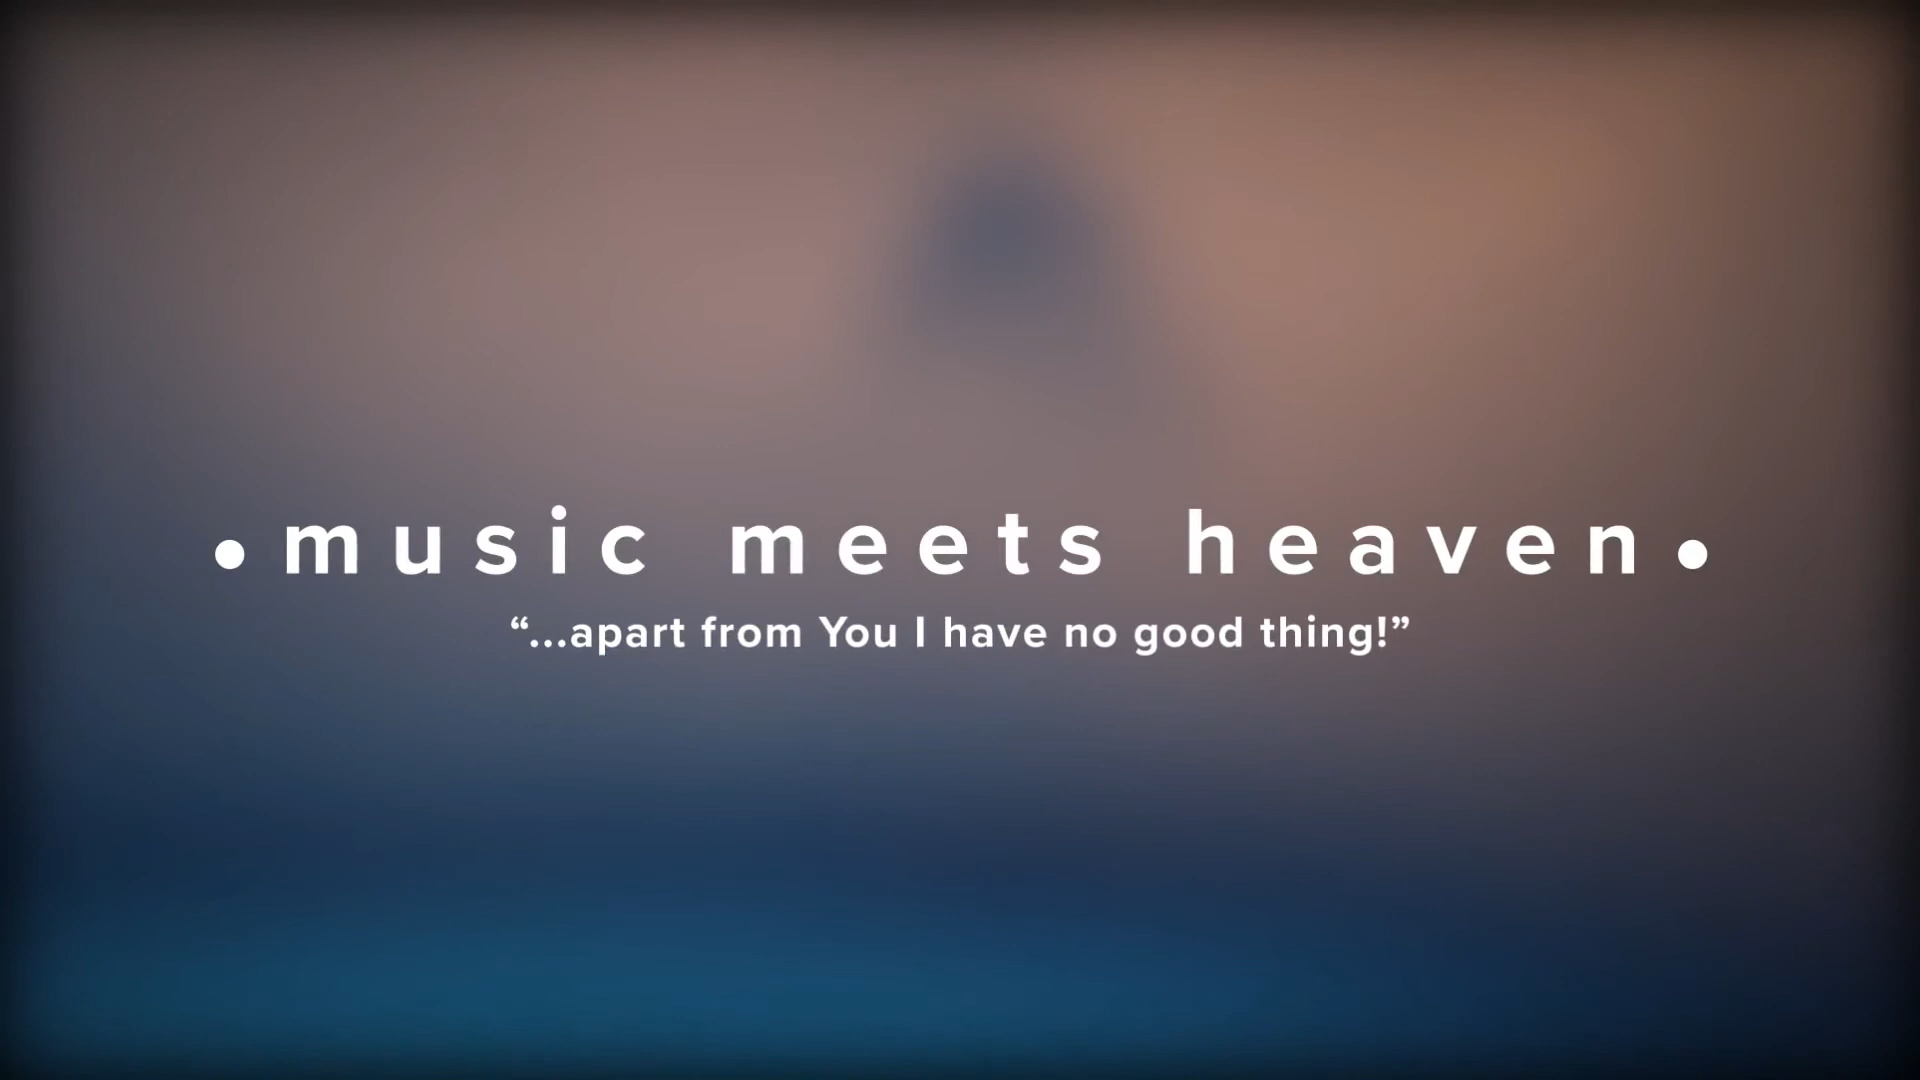 •music meets heaven•
“...apart from You I have no good thing!”